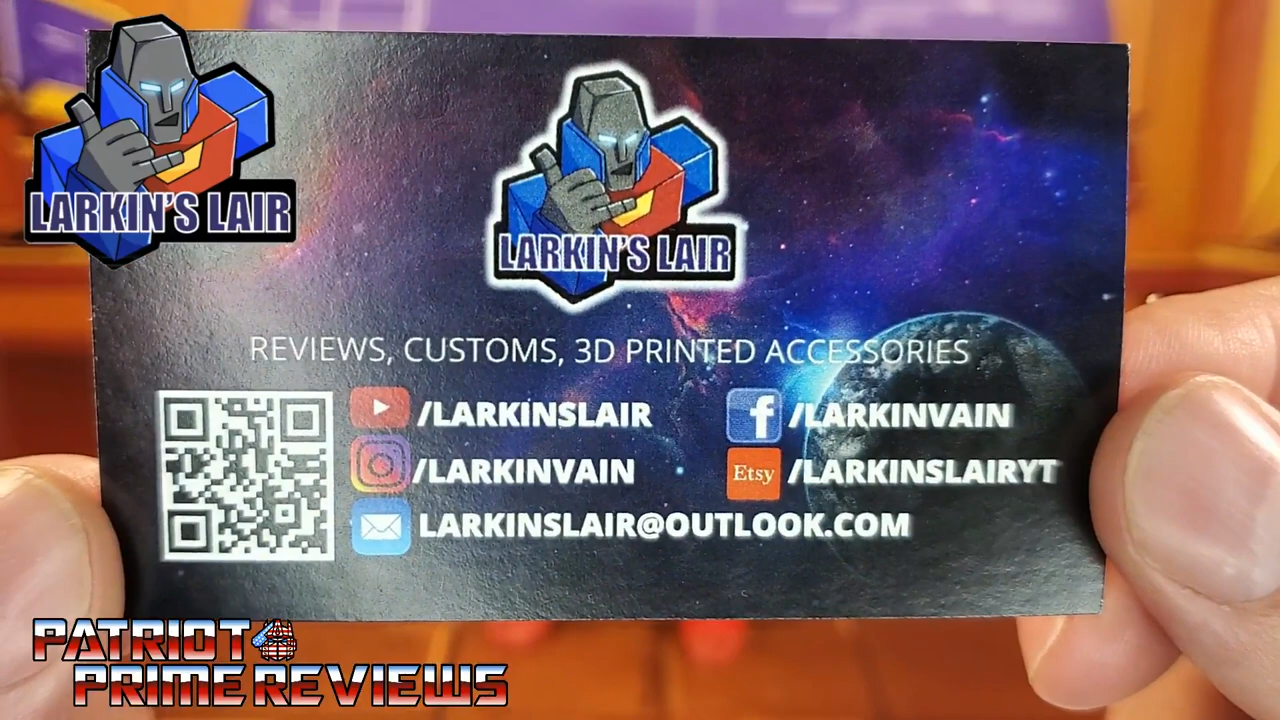 LARKIN'S LAIR
LARKIN'S LAIR
REVIEWS, CUSTOMS, 3D PRINTED ACCESSORIES
/LARKINSLAIR
/LARKINVAIN
/LARKINVAIN
Etsy /LARKINSLAIRYT
LARKINSLAIR@OUTLOOK.COM
PATRIOT
PRIME REVIEWS